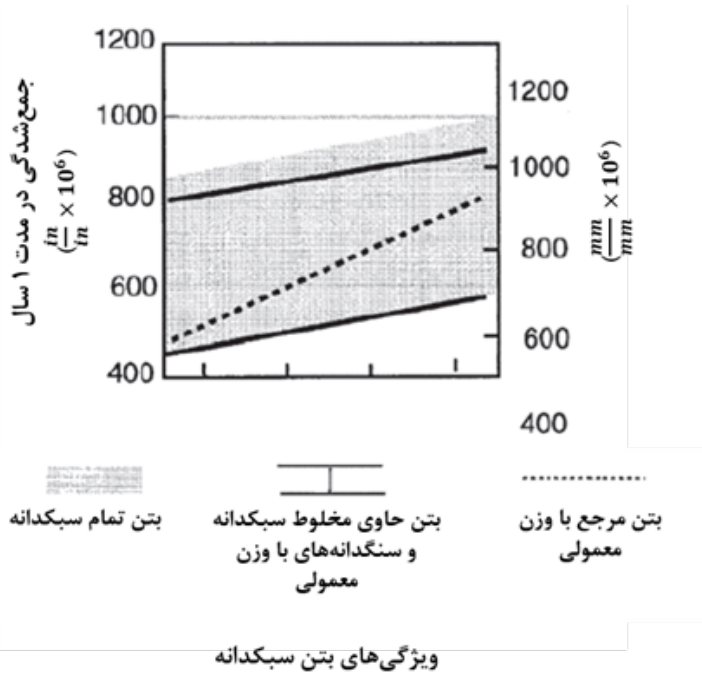 1200
1000
800
600
400
جمع‌شدگی در مدت ۱ سال
(in/in × 10⁶)
1200
1000
800
600
400
(mm/mm × 10⁶)
بتن مرجع با وزن
معمولی
بتن حاوی مخلوط سبکدانه
و سنگدانه‌های با وزن
معمولی
بتن تمام سبکدانه
ویژگی‌های بتن سبکدانه